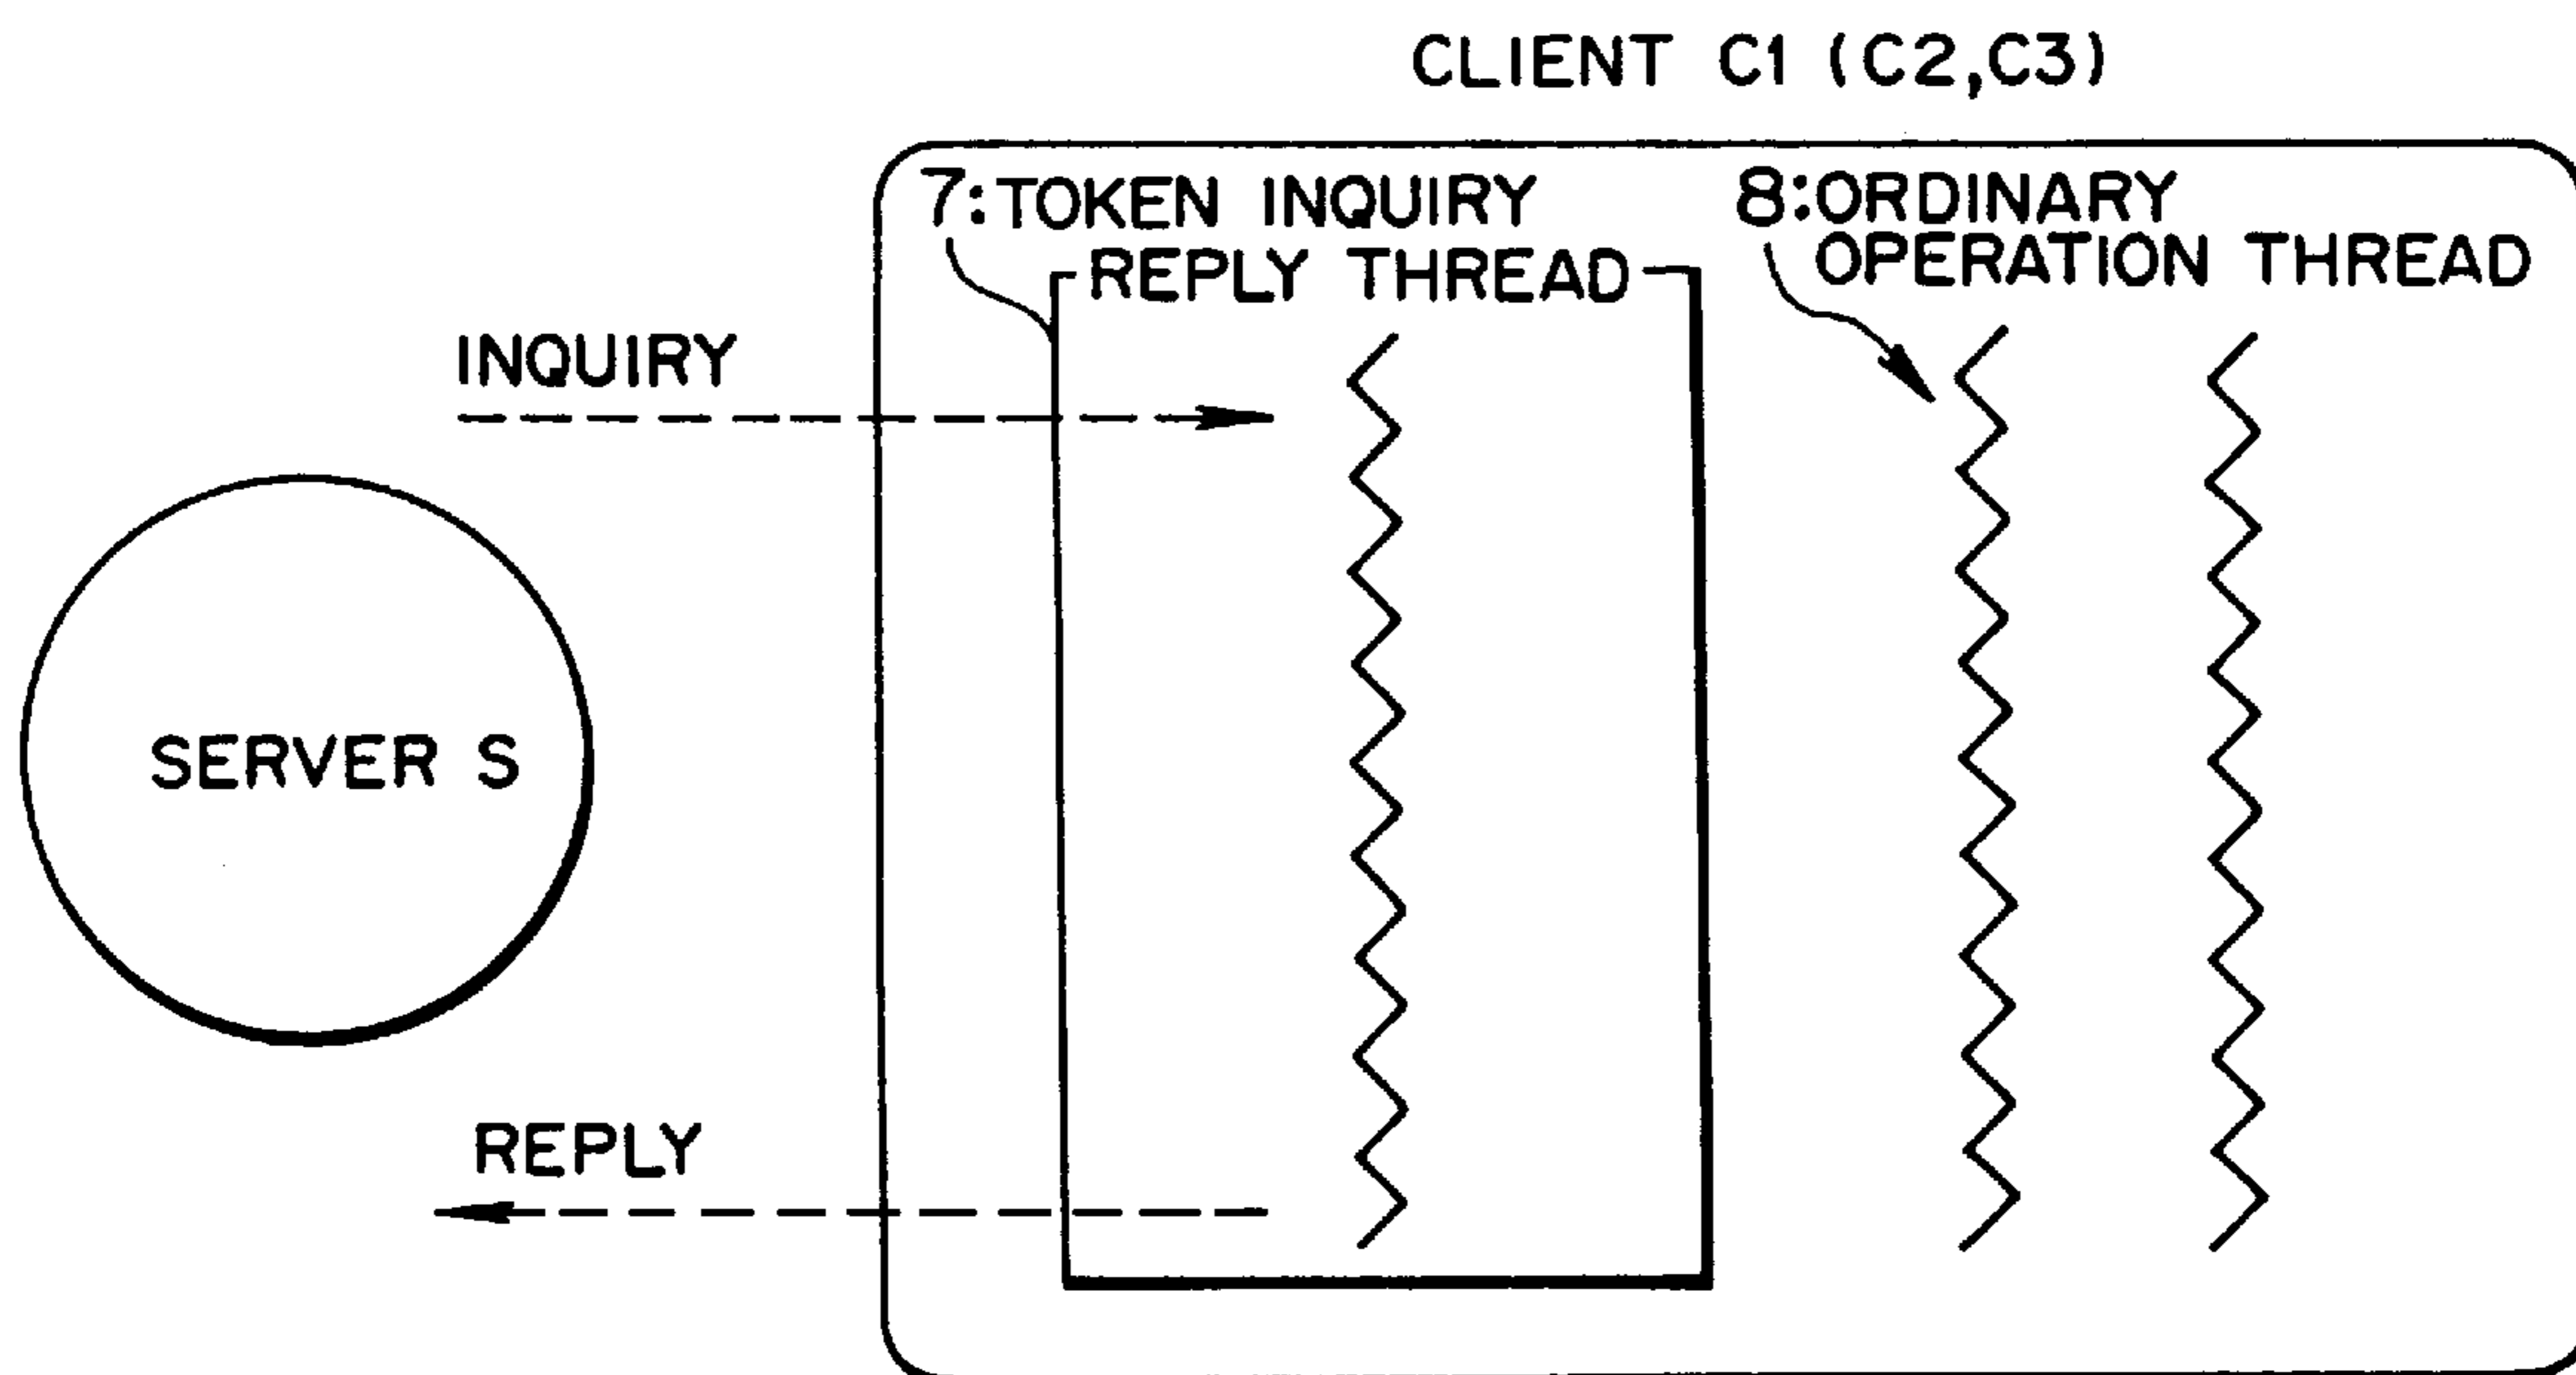 CLIENT C1 (C2,C3)
7:TOKEN INQUIRY
REPLY THREAD
8:ORDINARY
OPERATION THREAD
INQUIRY
SERVER S
REPLY